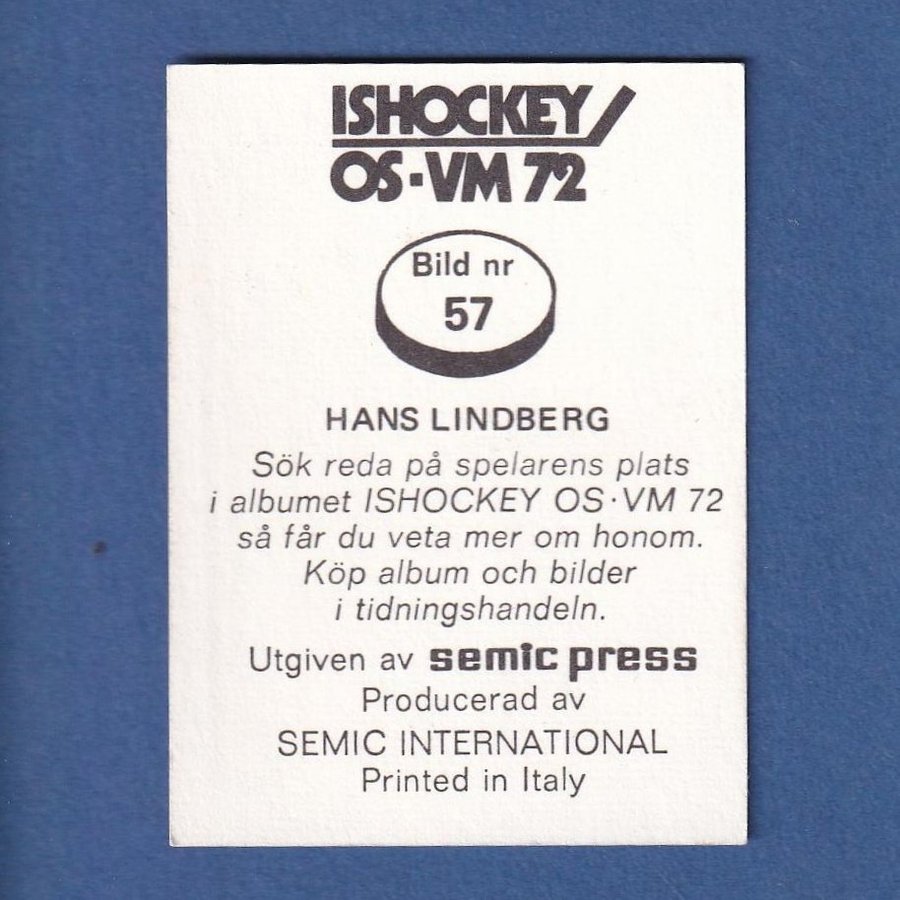 ISHOCKEY
OS·VM 72
Bild nr
57
HANS LINDBERG
Sök reda på spelarens plats
i albumet ISHOCKEY OS·VM 72
så får du veta mer om honom.
Köp album och bilder
i tidningshandeln.
Utgiven av semic press
Producerad av
SEMIC INTERNATIONAL
Printed in Italy